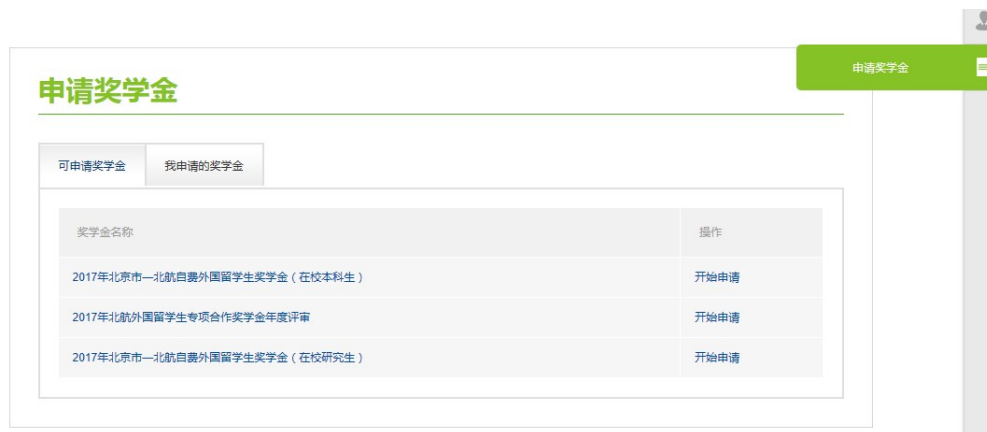 申请奖学金
申请奖学金
可申请奖学金 我申请的奖学金
奖学金名称 操作
2017年北京市—北航自费外国留学生奖学金（在校本科生） 开始申请
2017年北航外国留学生专项合作奖学金年度评审 开始申请
2017年北京市—北航自费外国留学生奖学金（在校研究生） 开始申请